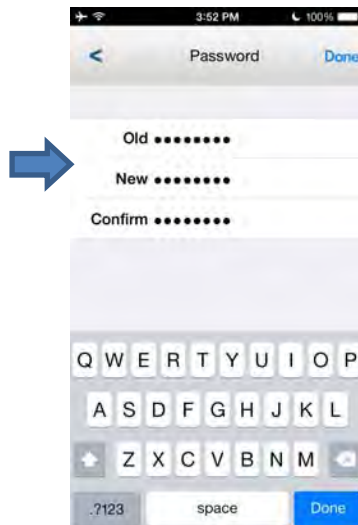 3:52 PM 100%
< Password Done
Old ••••••••
New ••••••••
Confirm ••••••••
Q W E R T Y U I O P
A S D F G H J K L
Z X C V B N M
.?123 space Done